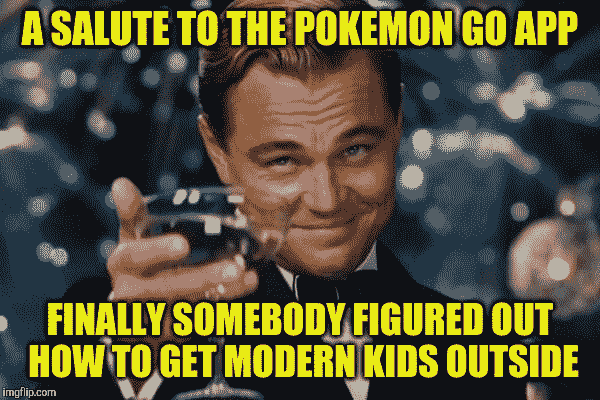 A SALUTE TO THE POKEMON GO APP
FINALLY SOMEBODY FIGURED OUT
HOW TO GET MODERN KIDS OUTSIDE
imgflip.com